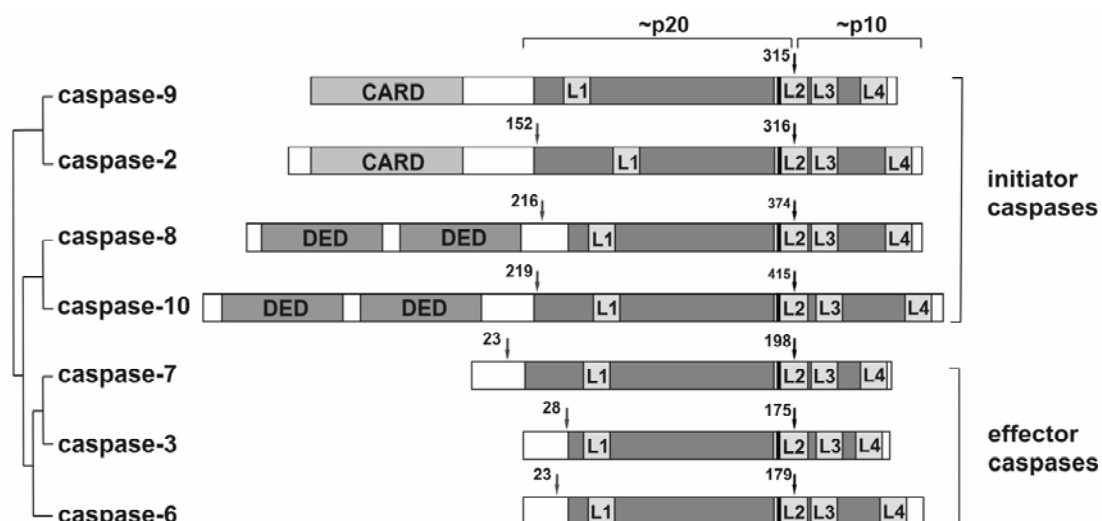 ~p20 ~p10
315
caspase-9 CARD L1 L2 L3 L4
152 316
caspase-2 CARD L1 L2 L3 L4
initiator
caspases
216 374
caspase-8 DED DED L1 L2 L3 L4
219 415
caspase-10 DED DED L1 L2 L3 L4
23 198
caspase-7 L1 L2 L3 L4
28 175
caspase-3 L1 L2 L3 L4
effector
caspases
23 179
caspase-6 L1 L2 L3 L4